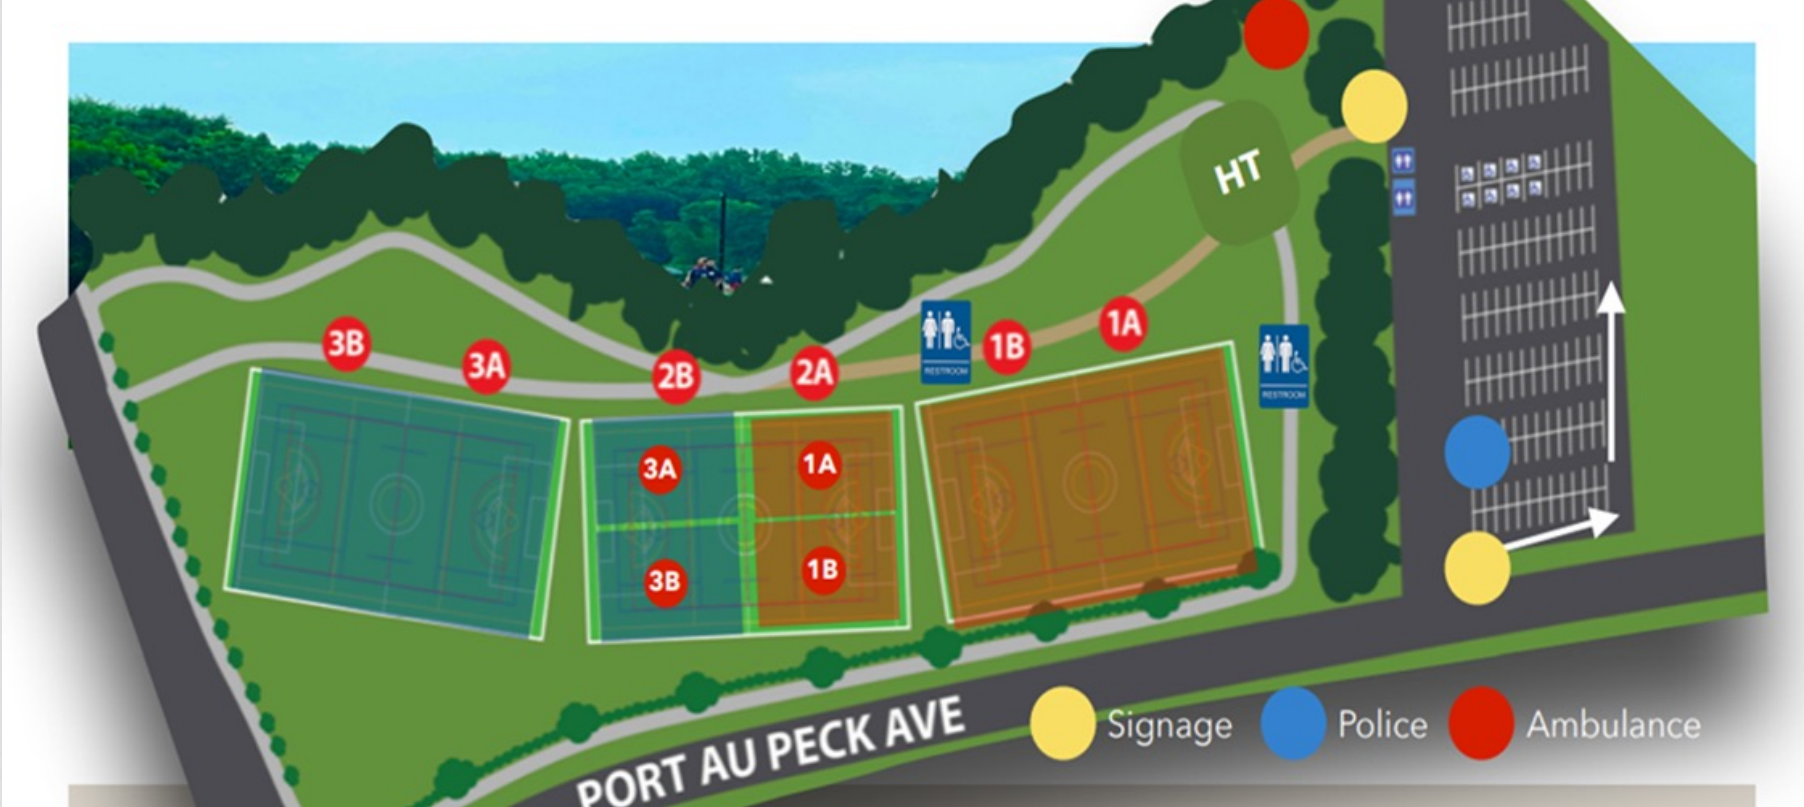 HT
1A
1B
RESTROOM
RESTROOM
3B
3A
2B
2A
3A
1A
3B
1B
PORT AU PECK AVE
Signage
Police
Ambulance